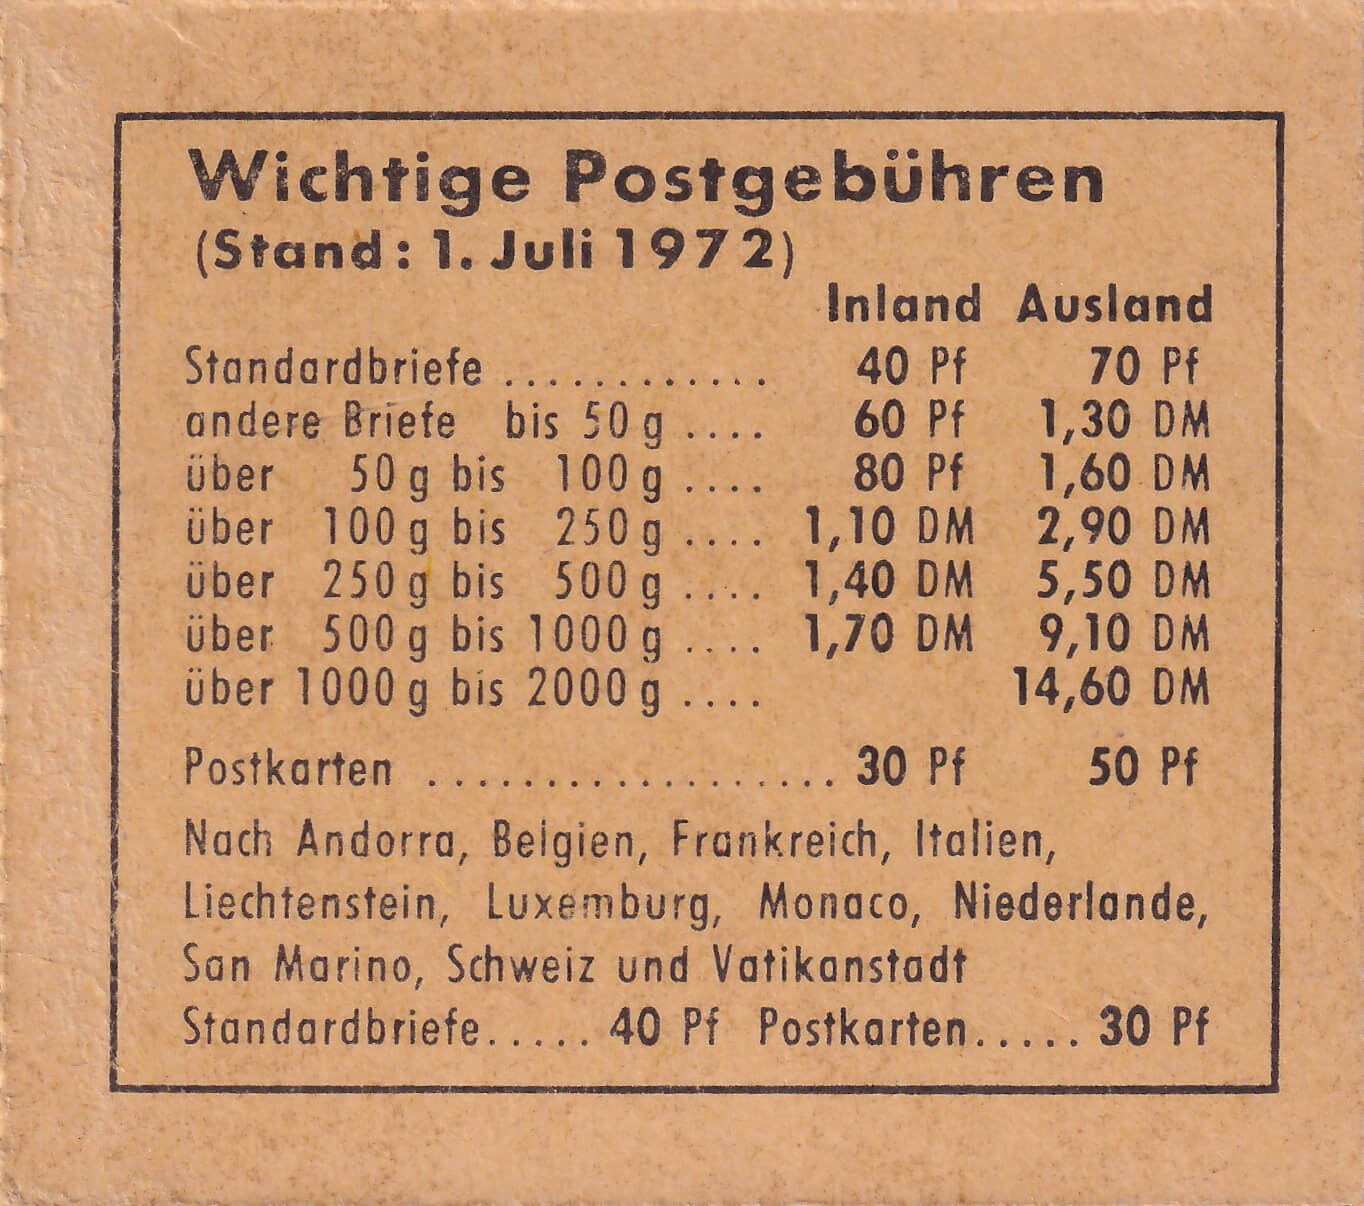 Wichtige Postgebühren
(Stand: 1. Juli 1972)
Inland Ausland
Standardbriefe ............ 40 Pf 70 Pf
andere Briefe bis 50 g .... 60 Pf 1,30 DM
über 50 g bis 100 g .... 80 Pf 1,60 DM
über 100 g bis 250 g .... 1,10 DM 2,90 DM
über 250 g bis 500 g .... 1,40 DM 5,50 DM
über 500 g bis 1000 g .... 1,70 DM 9,10 DM
über 1000 g bis 2000 g .... 14,60 DM
Postkarten .................. 30 Pf 50 Pf
Nach Andorra, Belgien, Frankreich, Italien,
Liechtenstein, Luxemburg, Monaco, Niederlande,
San Marino, Schweiz und Vatikanstadt
Standardbriefe..... 40 Pf Postkarten..... 30 Pf